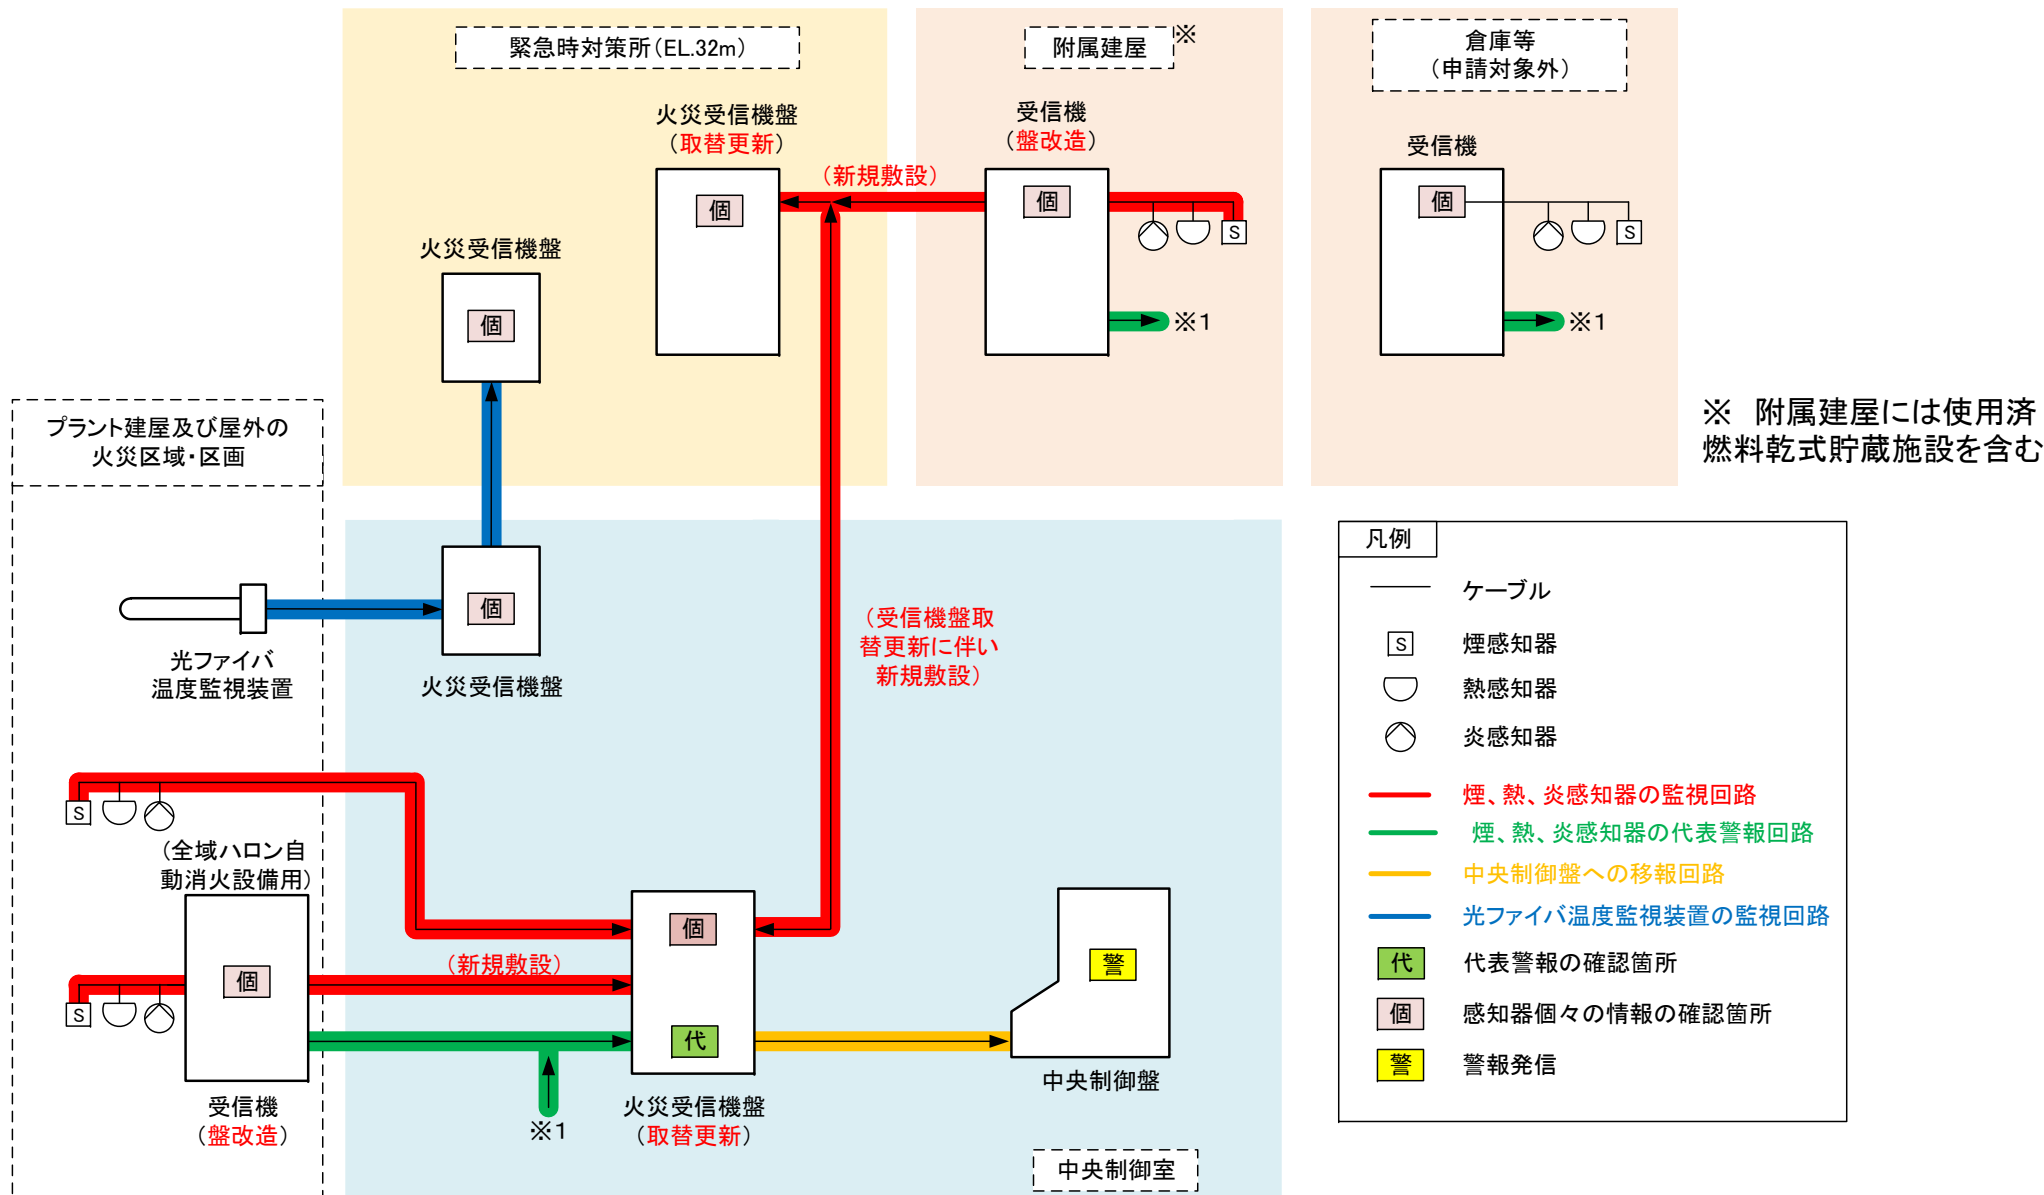 緊急時対策所(EL.32m)
附属建屋
※
倉庫等
(申請対象外)
火災受信機盤
(取替更新)
個
(新規敷設)
受信機
(盤改造)
個
S
※1
受信機
個
S
※1
火災受信機盤
個
※ 附属建屋には使用済
燃料乾式貯蔵施設を含む
プラント建屋及び屋外の
火災区域・区画
光ファイバ
温度監視装置
個
火災受信機盤
(受信機盤取
替更新に伴い
新規敷設)
S
(全域ハロン自
動消火設備用)
個
S
受信機
(盤改造)
(新規敷設)
※1
個
代
火災受信機盤
(取替更新)
警
中央制御盤
中央制御室
凡例
ケーブル
S 煙感知器
熱感知器
炎感知器
煙、熱、炎感知器の監視回路
煙、熱、炎感知器の代表警報回路
中央制御盤への移報回路
光ファイバ温度監視装置の監視回路
代 代表警報の確認箇所
個 感知器個々の情報の確認箇所
警 警報発信